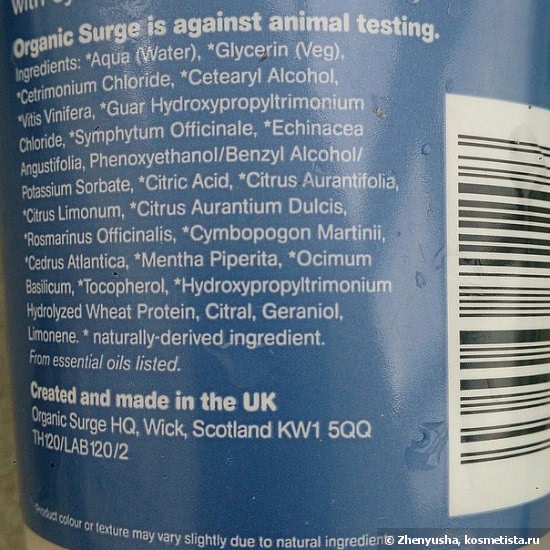 with
Organic Surge is against animal testing.
Ingredients: *Aqua (Water), *Glycerin (Veg),
*Cetrimonium Chloride, *Cetearyl Alcohol,
*Vitis Vinifera, *Guar Hydroxypropyltrimonium
Chloride, *Symphytum Officinale, *Echinacea
Angustifolia, Phenoxyethanol/Benzyl Alcohol/
Potassium Sorbate, *Citric Acid, *Citrus Aurantifolia,
*Citrus Limonum, *Citrus Aurantium Dulcis,
*Rosmarinus Officinalis, *Cymbopogon Martinii,
*Cedrus Atlantica, *Mentha Piperita, *Ocimum
Basilicum, *Tocopherol, *Hydroxypropyltrimonium
Hydrolyzed Wheat Protein, Citral, Geraniol,
Limonene. * naturally-derived ingredient.
From essential oils listed.
Created and made in the UK
Organic Surge HQ, Wick, Scotland KW1 5QQ
TH120/LAB120/2
*Product colour or texture may vary slightly due to natural ingredien
© Zhenyusha, kosmetista.ru